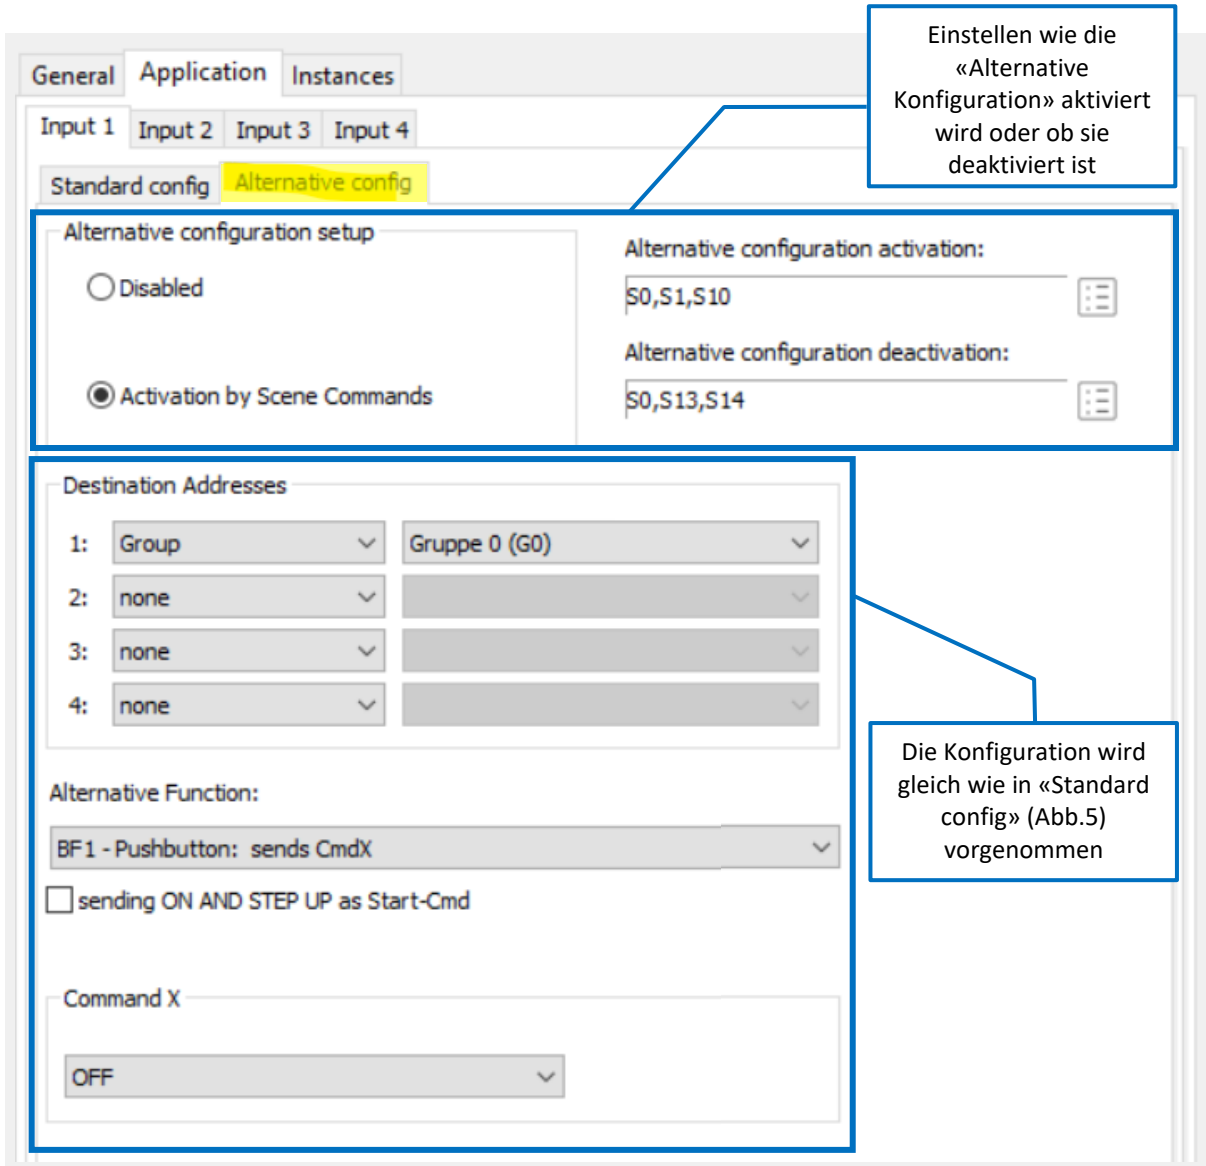 Einstellen wie die
«Alternative
Konfiguration» aktiviert
wird oder ob sie
deaktiviert ist
General Application Instances
Input 1 Input 2 Input 3 Input 4
Standard config Alternative config
Alternative configuration setup
Disabled
Activation by Scene Commands
Alternative configuration activation:
S0,S1,S10
Alternative configuration deactivation:
S0,S13,S14
Destination Addresses
1: Group Gruppe 0 (G0)
2: none
3: none
4: none
Die Konfiguration wird
gleich wie in «Standard
config» (Abb.5)
vorgenommen
Alternative Function:
BF1 - Pushbutton: sends CmdX
sending ON AND STEP UP as Start-Cmd
Command X
OFF